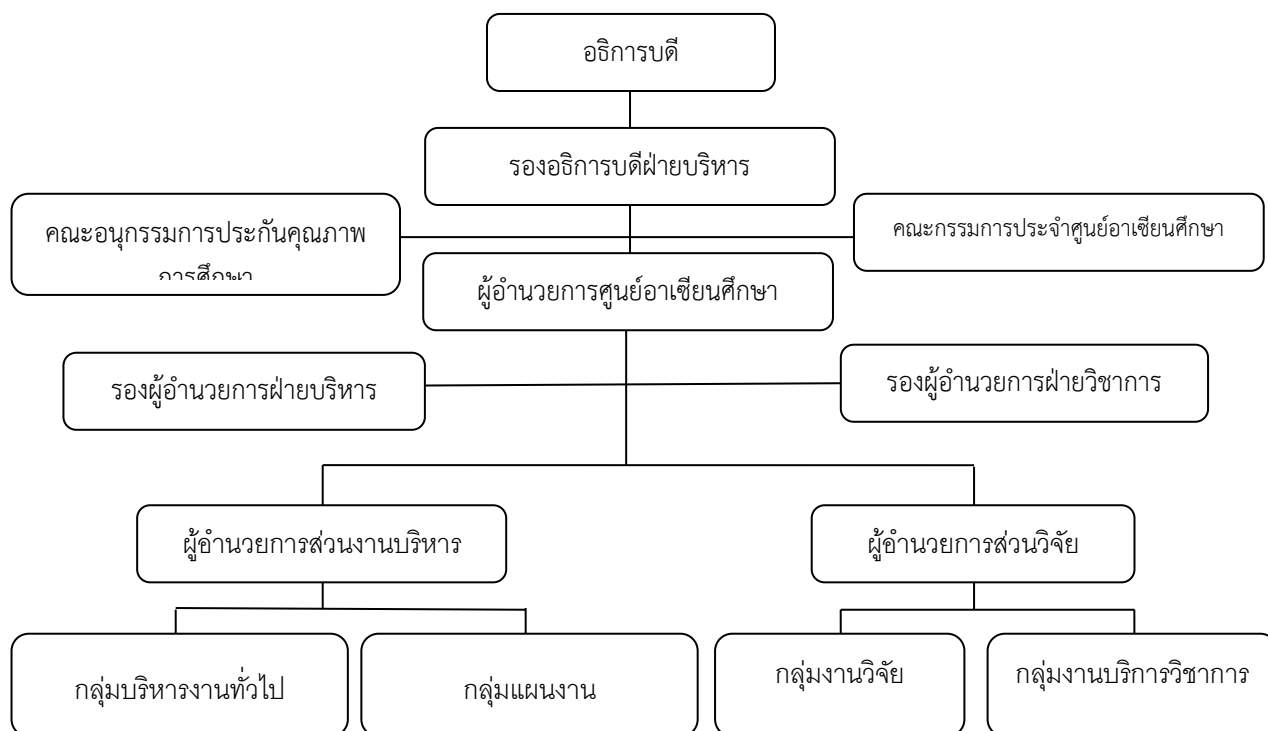 อธิการบดี
รองอธิการบดีฝ่ายบริหาร
คณะอนุกรรมการประกันคุณภาพ
การศึกษา
คณะกรรมการประจำศูนย์อาเซียนศึกษา
ผู้อำนวยการศูนย์อาเซียนศึกษา
รองผู้อำนวยการฝ่ายบริหาร
รองผู้อำนวยการฝ่ายวิชาการ
ผู้อำนวยการส่วนงานบริหาร
ผู้อำนวยการส่วนวิจัย
กลุ่มบริหารงานทั่วไป
กลุ่มแผนงาน
กลุ่มงานวิจัย
กลุ่มงานบริการวิชาการ